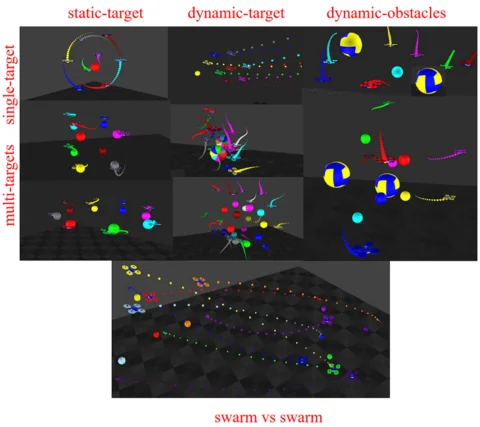 static-target dynamic-target dynamic-obstacles
single-target
multi-targets
swarm vs swarm